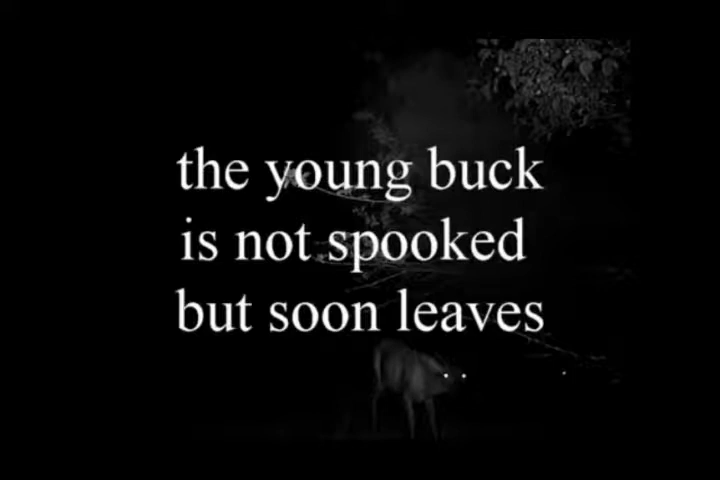 the young buck
is not spooked
but soon leaves